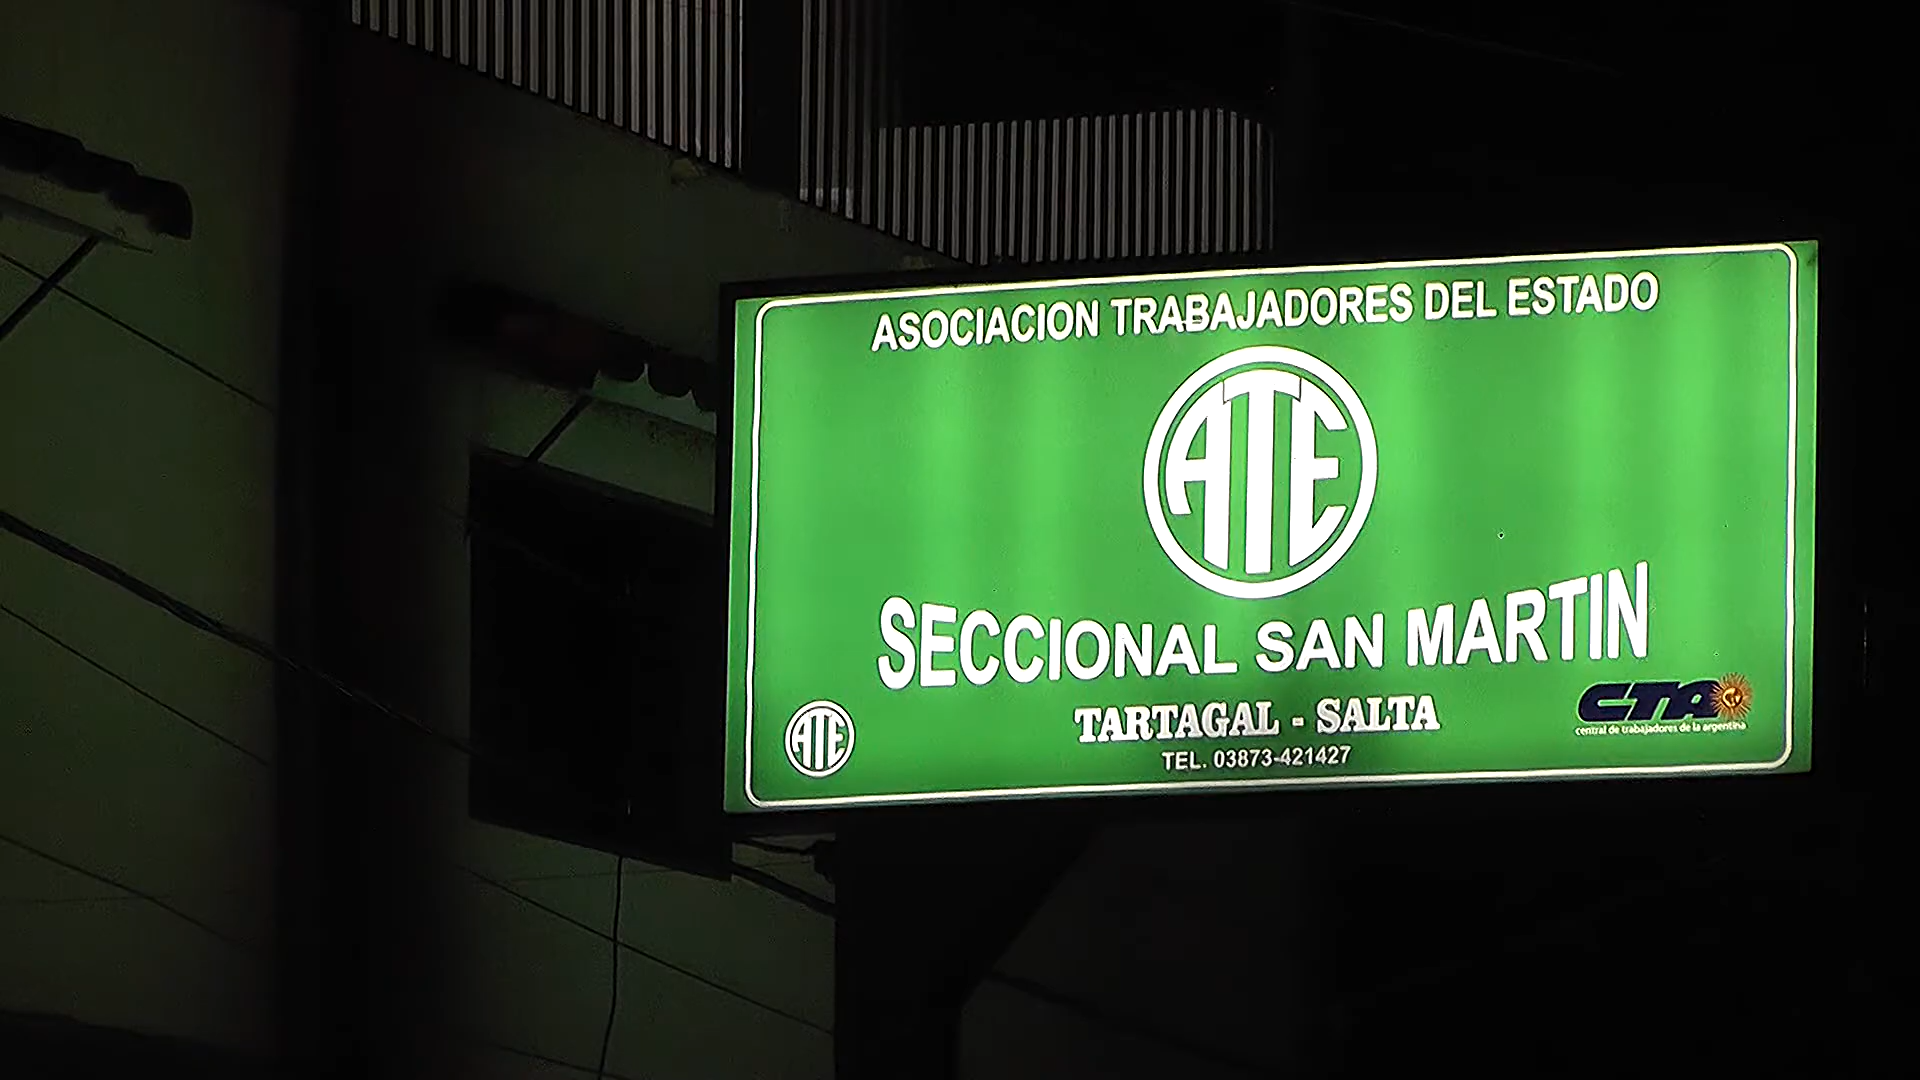 ASOCIACION TRABAJADORES DEL ESTADO
ATE
SECCIONAL SAN MARTIN
TARTAGAL - SALTA
TEL. 03873-421427
ATE
CTA
central de trabajadores de la argentina